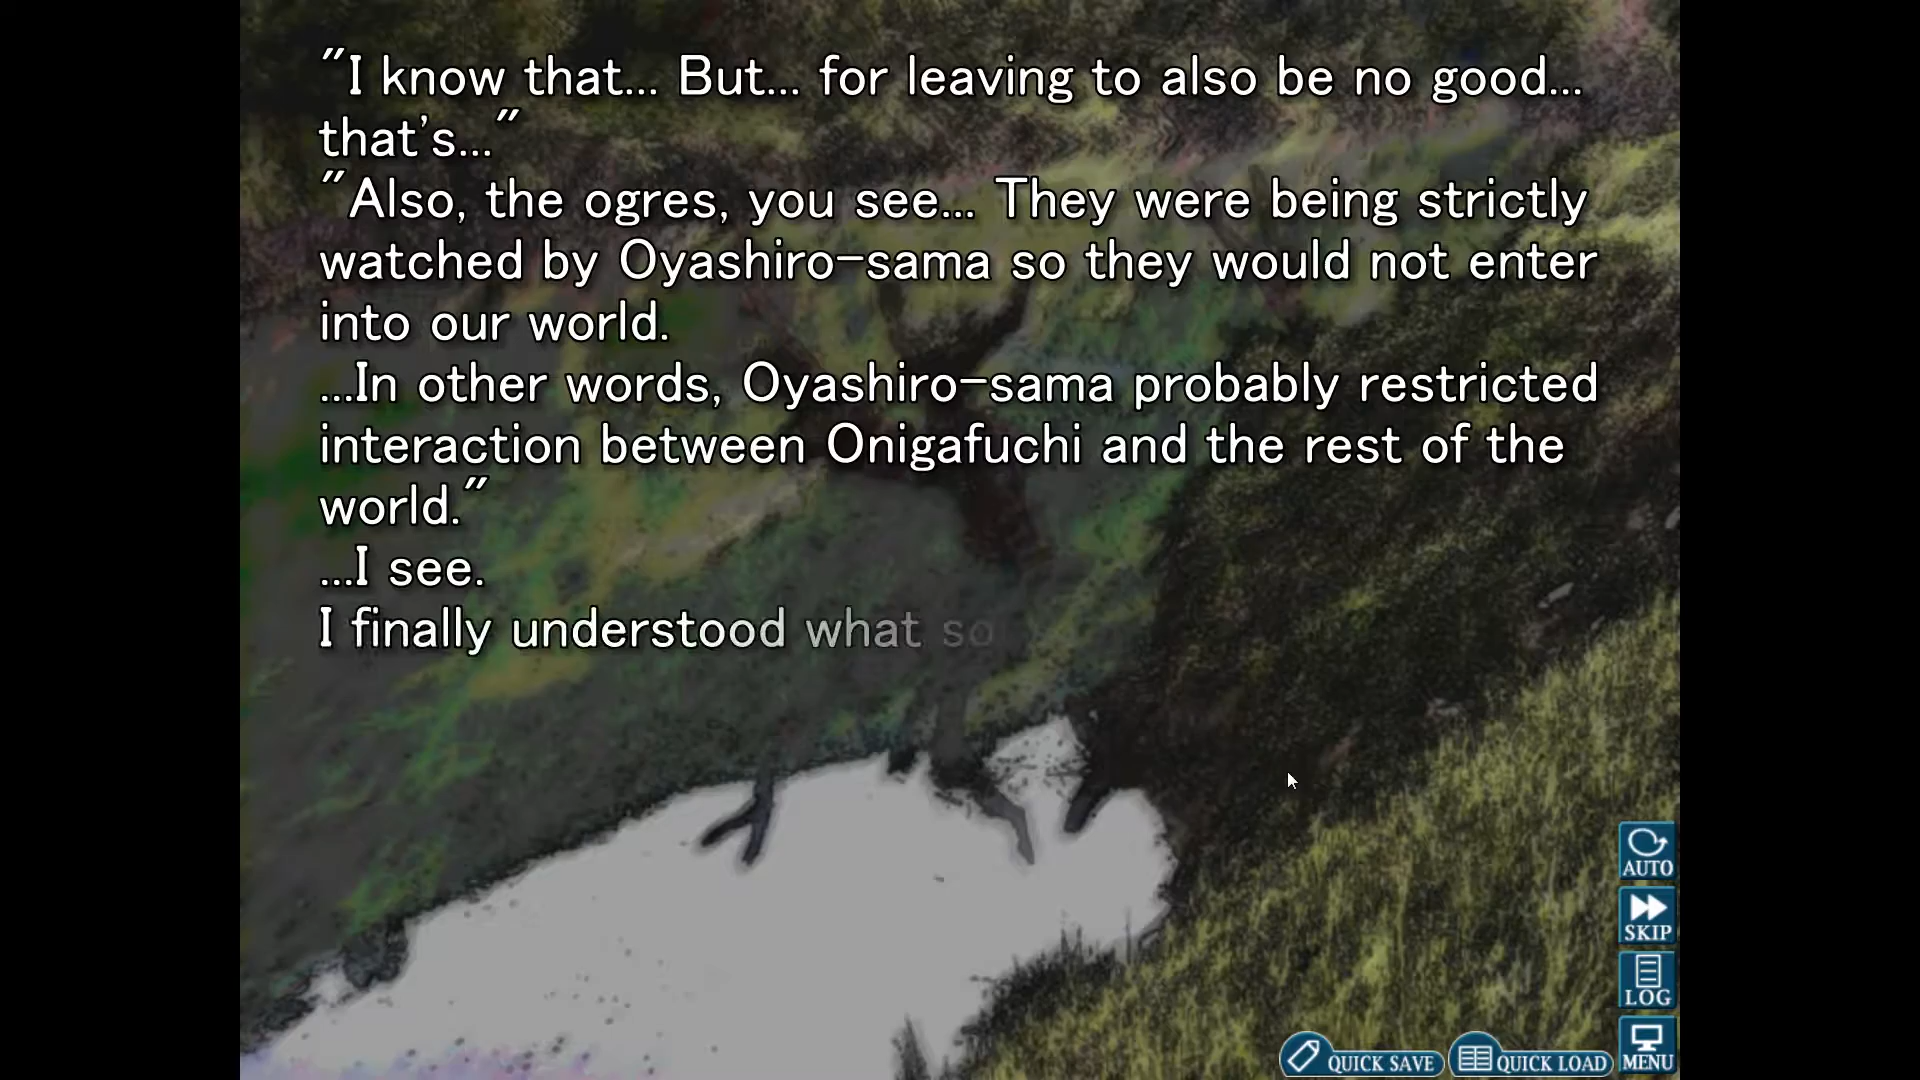 "I know that... But... for leaving to also be no good...
that's..."
"Also, the ogres, you see... They were being strictly
watched by Oyashiro-sama so they would not enter
into our world.
...In other words, Oyashiro-sama probably restricted
interaction between Onigafuchi and the rest of the
world."
...I see.
I finally understood what so
AUTO
SKIP
LOG
MENU
QUICK SAVE
QUICK LOAD